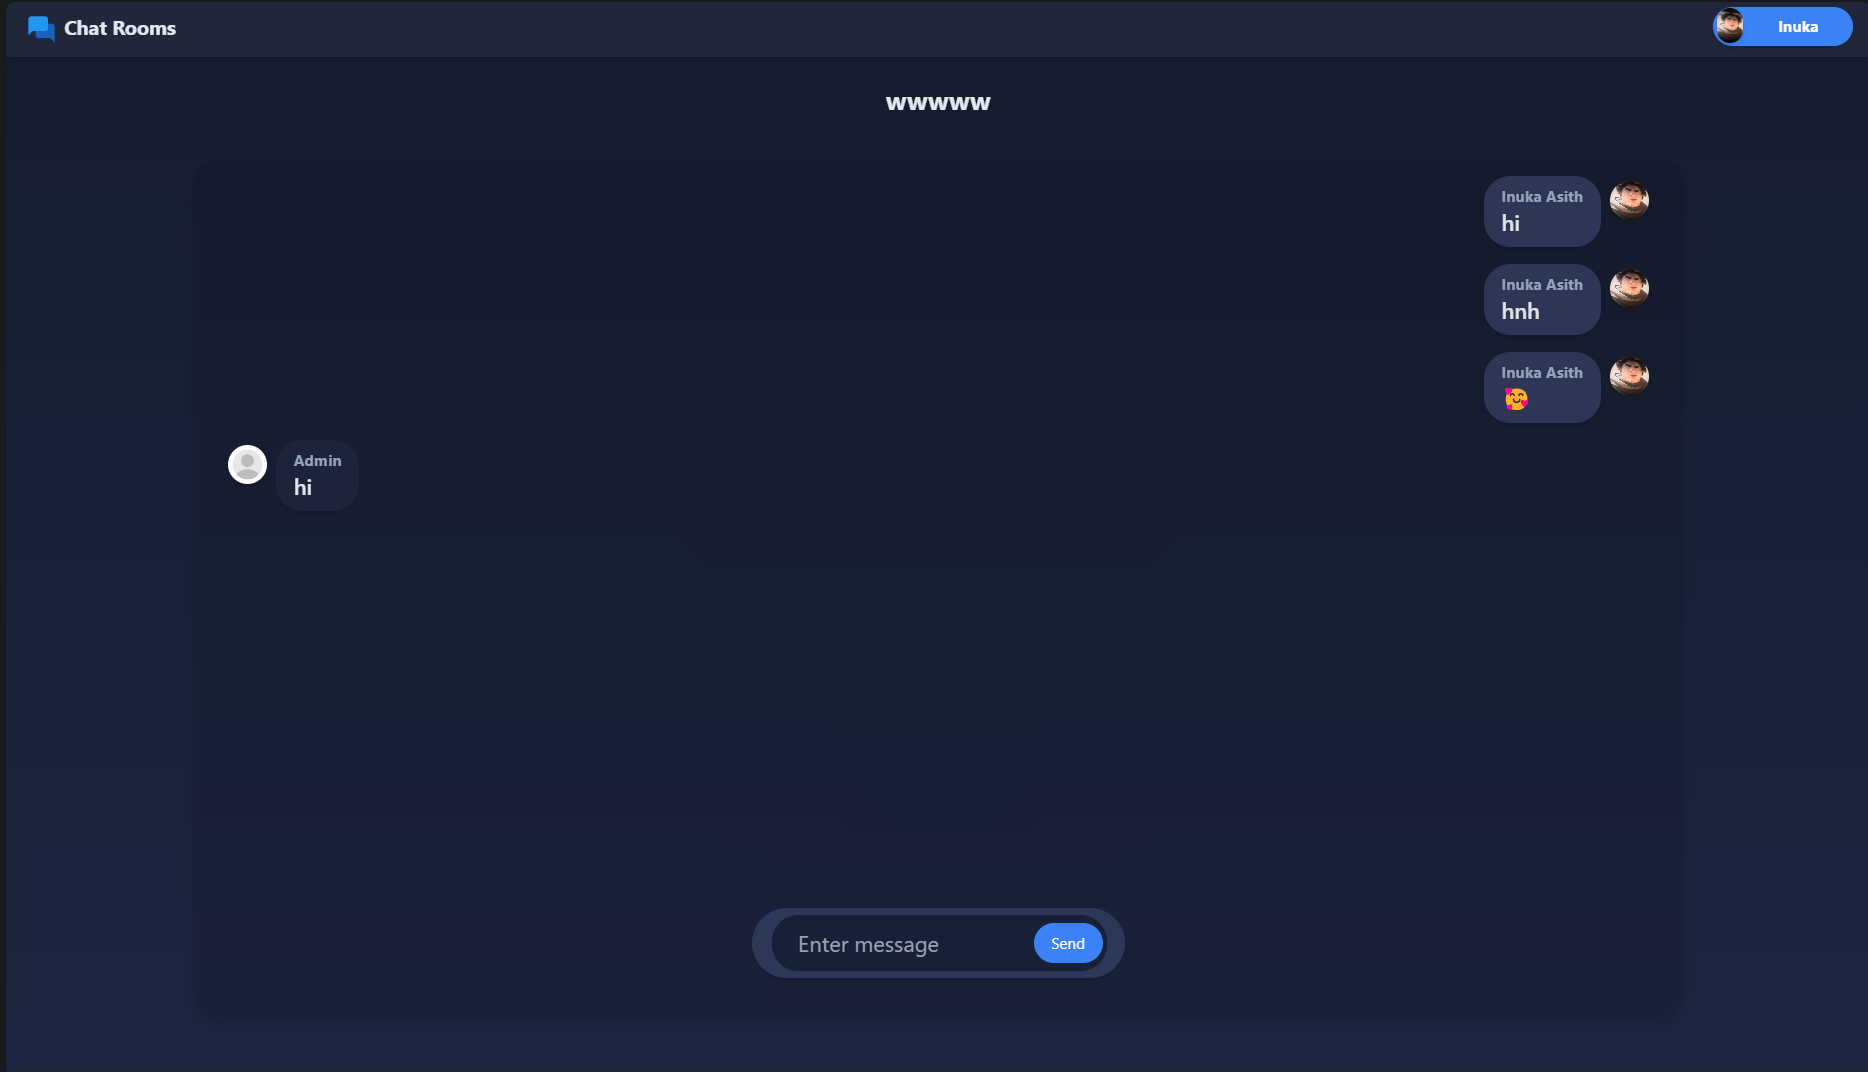 Chat Rooms
Inuka
wwwww
Inuka Asith
hi
Inuka Asith
hnh
Inuka Asith
🥰
Admin
hi
Enter message
Send